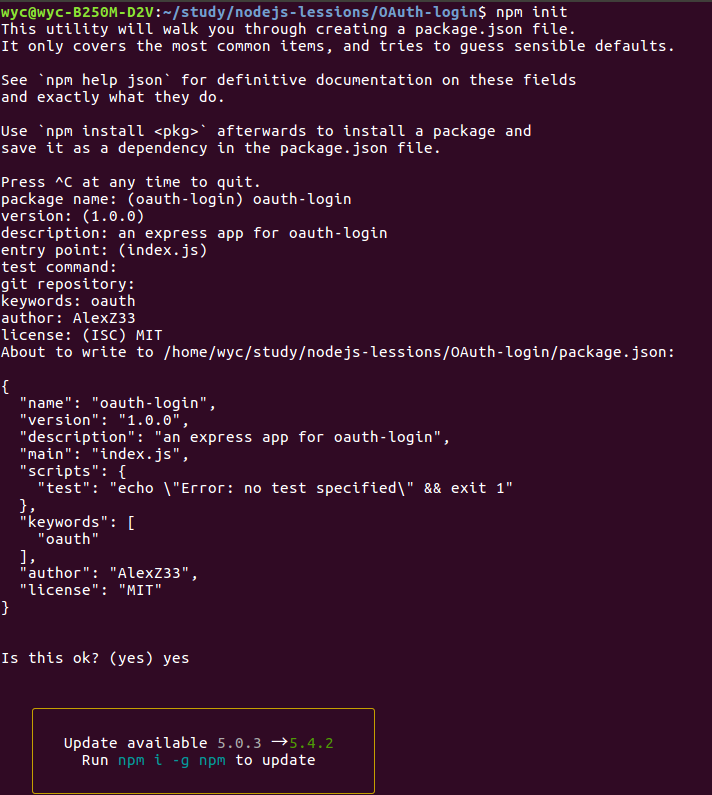 wyc@wyc-B250M-D2V:~/study/nodejs-lessions/OAuth-login$ npm init
This utility will walk you through creating a package.json file.
It only covers the most common items, and tries to guess sensible defaults.

See `npm help json` for definitive documentation on these fields
and exactly what they do.

Use `npm install <pkg>` afterwards to install a package and
save it as a dependency in the package.json file.

Press ^C at any time to quit.
package name: (oauth-login) oauth-login
version: (1.0.0)
description: an express app for oauth-login
entry point: (index.js)
test command:
git repository:
keywords: oauth
author: AlexZ33
license: (ISC) MIT
About to write to /home/wyc/study/nodejs-lessions/OAuth-login/package.json:

{
  "name": "oauth-login",
  "version": "1.0.0",
  "description": "an express app for oauth-login",
  "main": "index.js",
  "scripts": {
    "test": "echo \"Error: no test specified\" && exit 1"
  },
  "keywords": [
    "oauth"
  ],
  "author": "AlexZ33",
  "license": "MIT"
}

Is this ok? (yes) yes

Update available 5.0.3 → 5.4.2
Run npm i -g npm to update